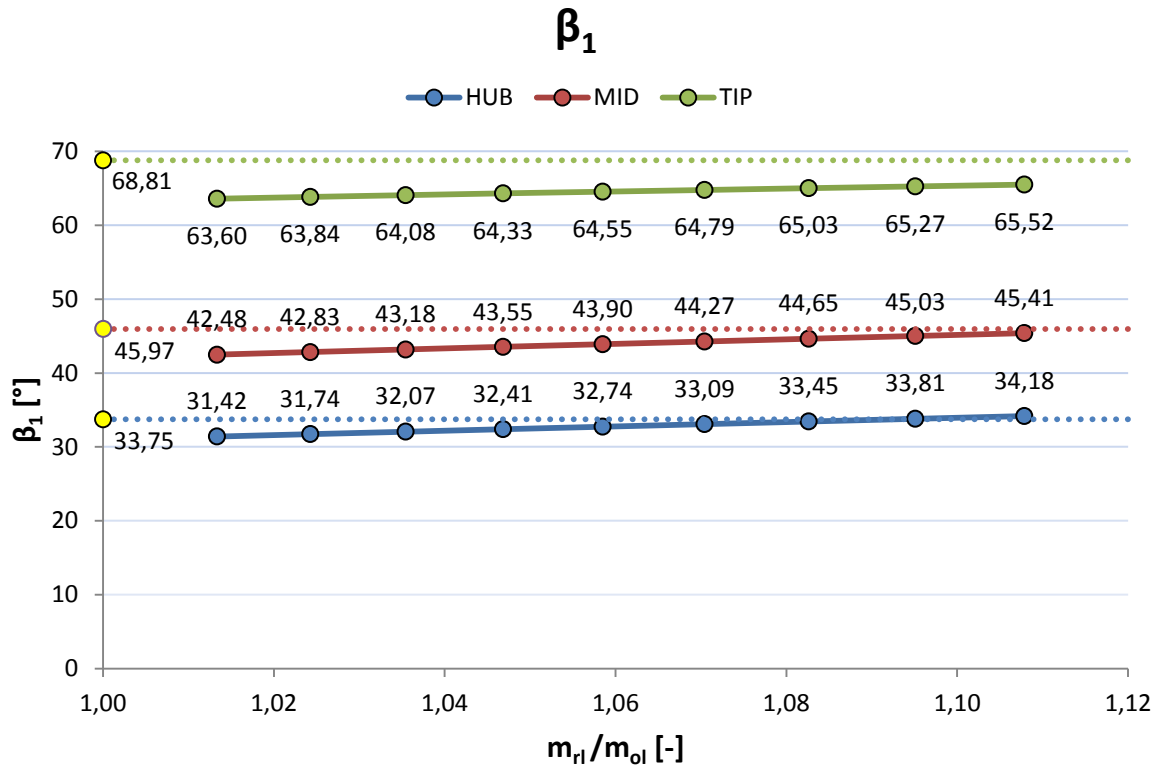 β1
HUB MID TIP
70
60
50
40
30
20
10
0
68,81
63,60 63,84 64,08 64,33 64,55 64,79 65,03 65,27 65,52
42,48 42,83 43,18 43,55 43,90 44,27 44,65 45,03 45,41
45,97
31,42 31,74 32,07 32,41 32,74 33,09 33,45 33,81 34,18
33,75
β1 [°]
1,00 1,02 1,04 1,06 1,08 1,10 1,12
mrl/mol [-]